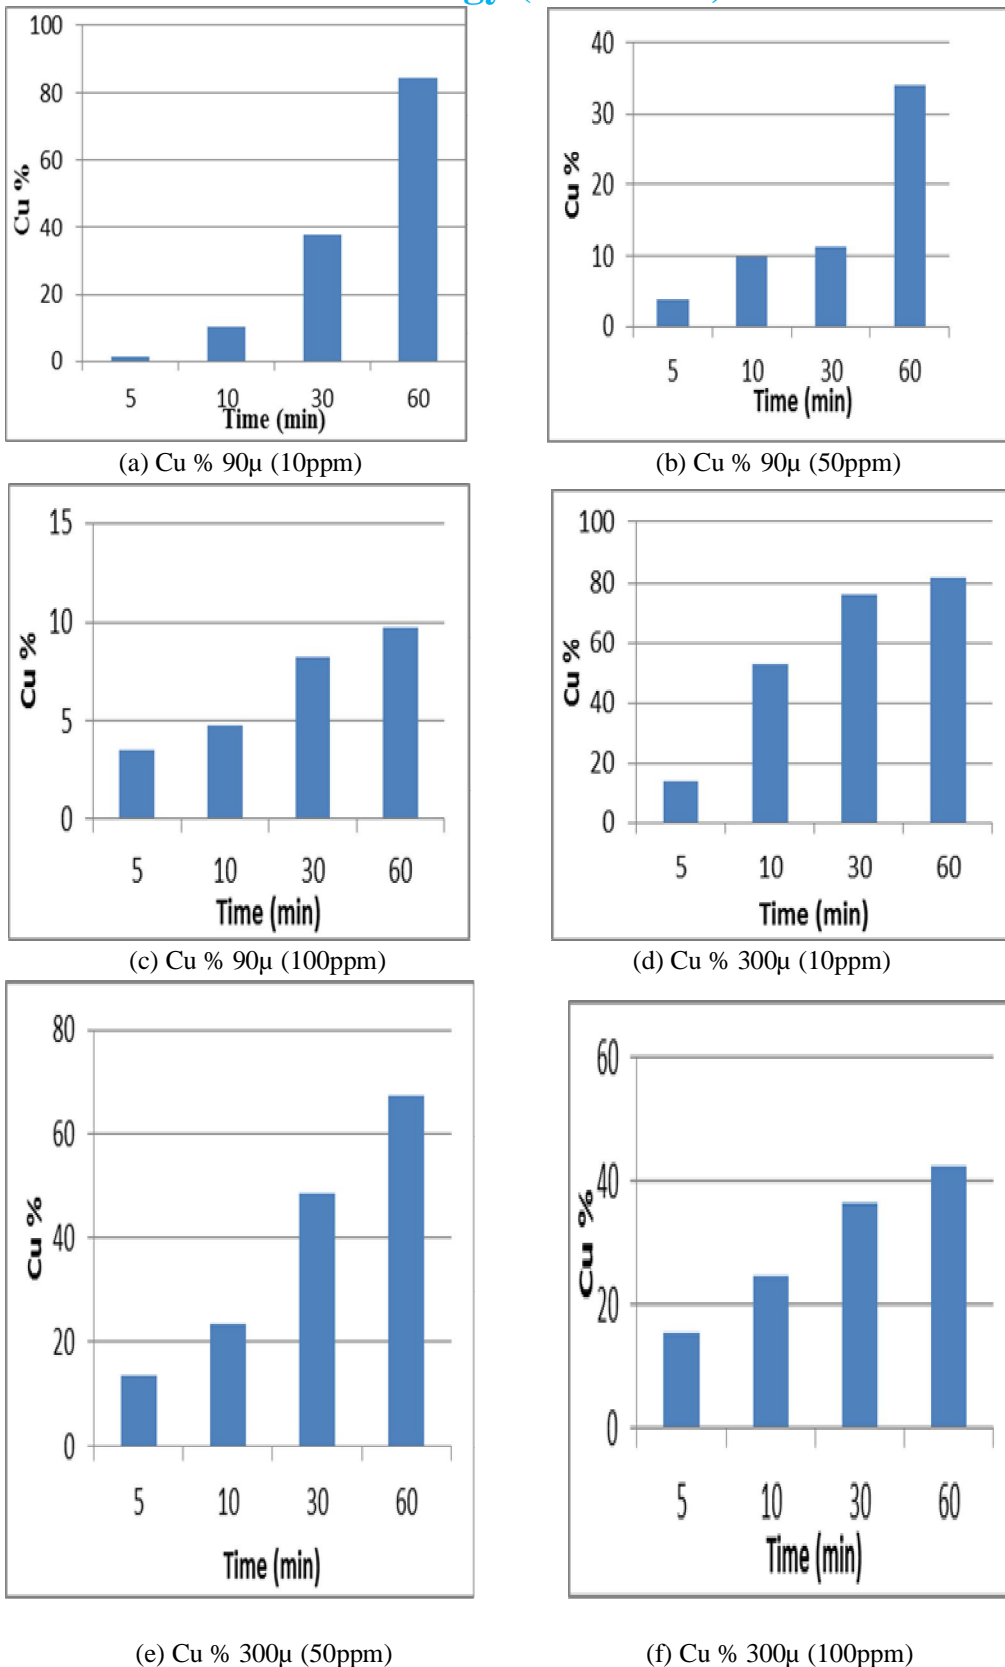 100
80
60
40
20
0
Cu %
5 10 30 60
Time (min)
(a) Cu % 90µ (10ppm)
40
30
20
10
0
Cu %
5 10 30 60
Time (min)
(b) Cu % 90µ (50ppm)
15
10
5
0
Cu %
5 10 30 60
Time (min)
(c) Cu % 90µ (100ppm)
100
80
60
40
20
0
Cu %
5 10 30 60
Time (min)
(d) Cu % 300µ (10ppm)
80
60
40
20
0
Cu %
5 10 30 60
Time (min)
(e) Cu % 300µ (50ppm)
60
40
20
0
Cu %
5 10 30 60
Time (min)
(f) Cu % 300µ (100ppm)